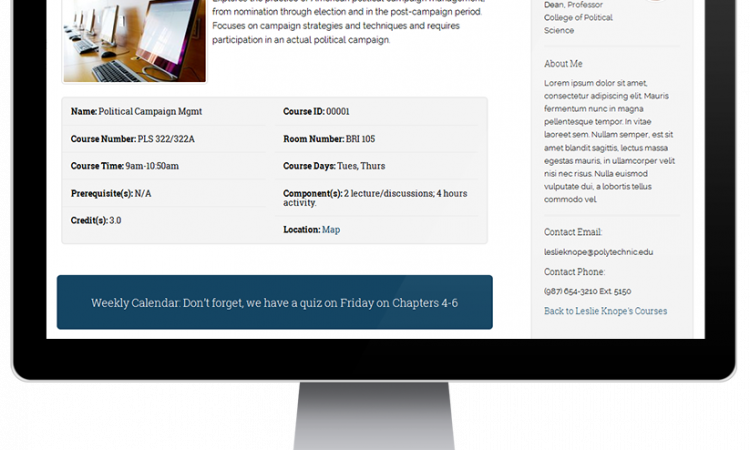 from nomination through election and in the post-campaign period.
Focuses on campaign strategies and techniques and requires
participation in an actual political campaign.
Name: Political Campaign Mgmt
Course ID: 00001
Course Number: PLS 322/322A
Room Number: BRI 105
Course Time: 9am-10:50am
Course Days: Tues, Thurs
Prerequisite(s): N/A
Component(s): 2 lecture/discussions; 4 hours
activity.
Credit(s): 3.0
Location: Map
Weekly Calendar: Don't forget, we have a quiz on Friday on Chapters 4-6
Dean, Professor
College of Political
Science
About Me
Lorem ipsum dolor sit amet,
consectetur adipiscing elit. Mauris
fermentum nunc in magna
pellentesque tempor. In vitae
laoreet sem. Nullam semper, est sit
amet blandit sagittis, lectus massa
egestas mauris, in ullamcorper velit
nisi nec risus. Nulla euismod
vulputate dui, a lobortis tellus
commodo vel.
Contact Email:
leslieknope@polytechnic.edu
Contact Phone:
(987) 654-3210 Ext. 5150
Back to Leslie Knope's Courses